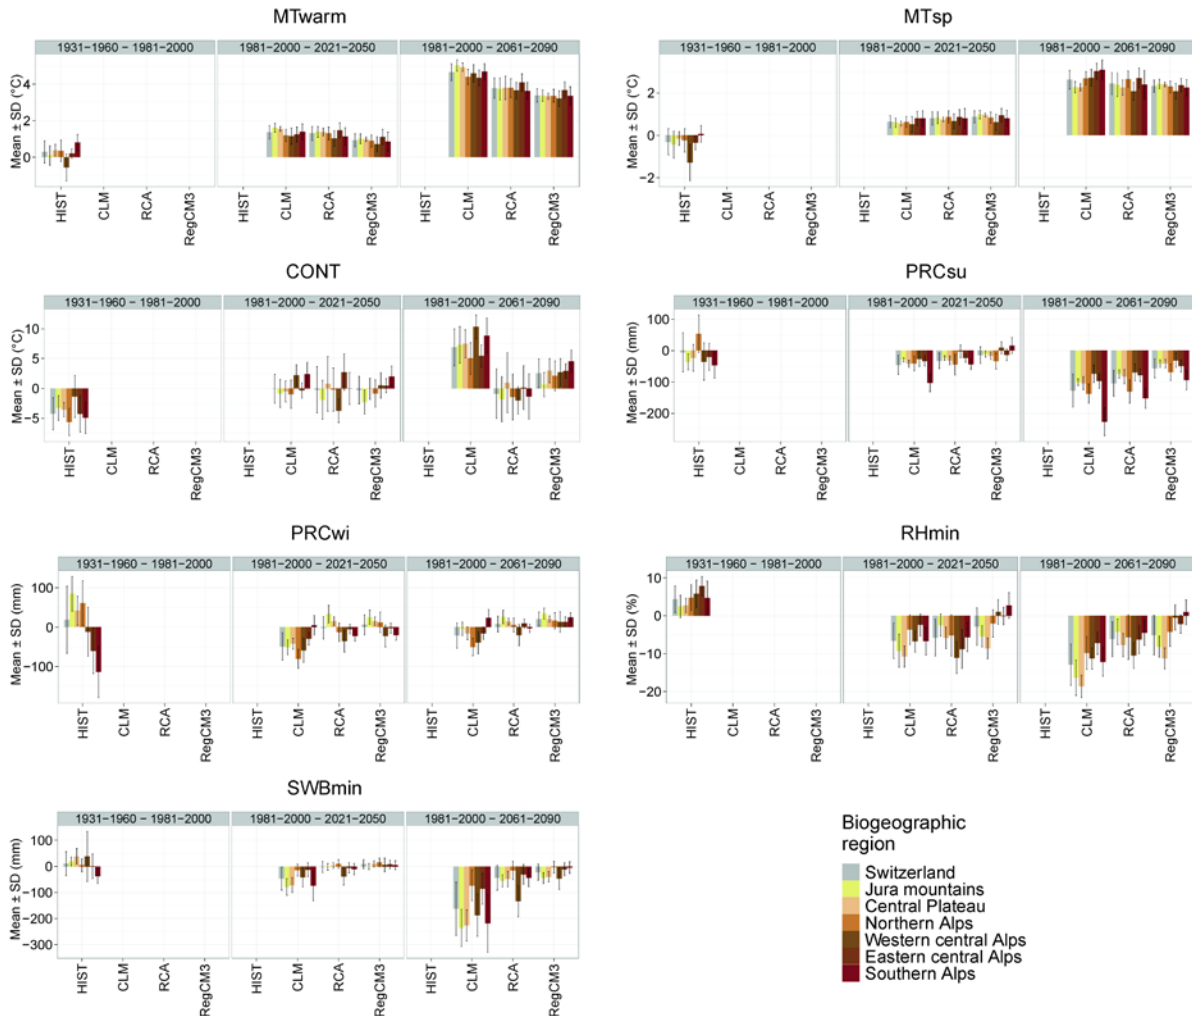 MTwarm
1931−1960 − 1981−2000
1981−2000 − 2021−2050
1981−2000 − 2061−2090
Mean ± SD (°C)
4
2
0
HIST
CLM
RCA
RegCM3
MTsp
1931−1960 − 1981−2000
1981−2000 − 2021−2050
1981−2000 − 2061−2090
Mean ± SD (°C)
2
0
−2
HIST
CLM
RCA
RegCM3
HIST
CLM
RCA
RegCM3
HIST
CLM
RCA
RegCM3
HIST
CLM
RCA
RegCM3
HIST
CLM
RCA
RegCM3
CONT
1931−1960 − 1981−2000
1981−2000 − 2021−2050
1981−2000 − 2061−2090
Mean ± SD (°C)
10
5
0
−5
HIST
CLM
RCA
RegCM3
HIST
CLM
RCA
RegCM3
HIST
CLM
RCA
RegCM3
PRCsu
1931−1960 − 1981−2000
1981−2000 − 2021−2050
1981−2000 − 2061−2090
Mean ± SD (mm)
100
0
−100
−200
HIST
CLM
RCA
RegCM3
HIST
CLM
RCA
RegCM3
HIST
CLM
RCA
RegCM3
PRCwi
1931−1960 − 1981−2000
1981−2000 − 2021−2050
1981−2000 − 2061−2090
Mean ± SD (mm)
100
0
−100
HIST
CLM
RCA
RegCM3
HIST
CLM
RCA
RegCM3
HIST
CLM
RCA
RegCM3
RHmin
1931−1960 − 1981−2000
1981−2000 − 2021−2050
1981−2000 − 2061−2090
Mean ± SD (%)
10
0
−10
−20
HIST
CLM
RCA
RegCM3
HIST
CLM
RCA
RegCM3
HIST
CLM
RCA
RegCM3
SWBmin
1931−1960 − 1981−2000
1981−2000 − 2021−2050
1981−2000 − 2061−2090
Mean ± SD (mm)
100
0
−100
−200
−300
HIST
CLM
RCA
RegCM3
HIST
CLM
RCA
RegCM3
HIST
CLM
RCA
RegCM3
Biogeographic
region
Switzerland
Jura mountains
Central Plateau
Northern Alps
Western central Alps
Eastern central Alps
Southern Alps